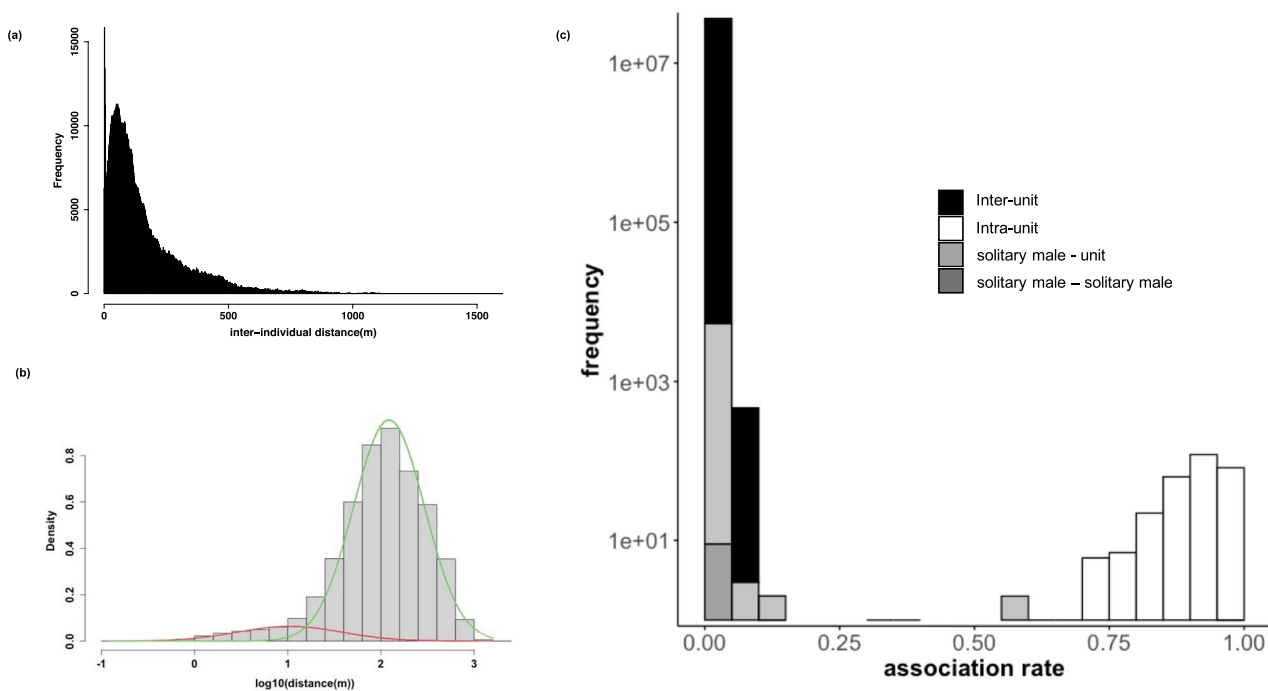 (a)
15000
10000
5000
0
Frequency
0 500 1000 1500
inter−individual distance(m)
(b)
0.8
0.6
0.4
0.2
0.0
Density
-1 0 1 2 3
log10(distance(m))
(c)
1e+07
1e+05
1e+03
1e+01
frequency
Inter-unit
Intra-unit
solitary male - unit
solitary male – solitary male
0.00 0.25 0.50 0.75 1.00
association rate